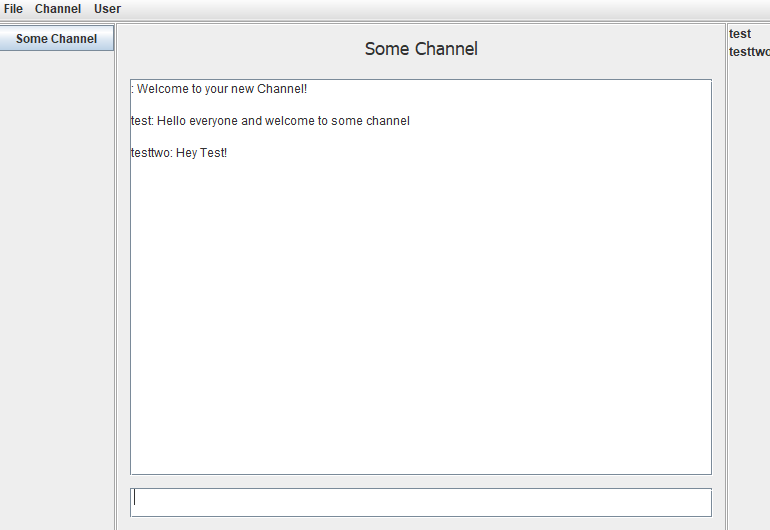 File Channel User
Some Channel
Some Channel
: Welcome to your new Channel!
test: Hello everyone and welcome to some channel
testtwo: Hey Test!
test
testtwo